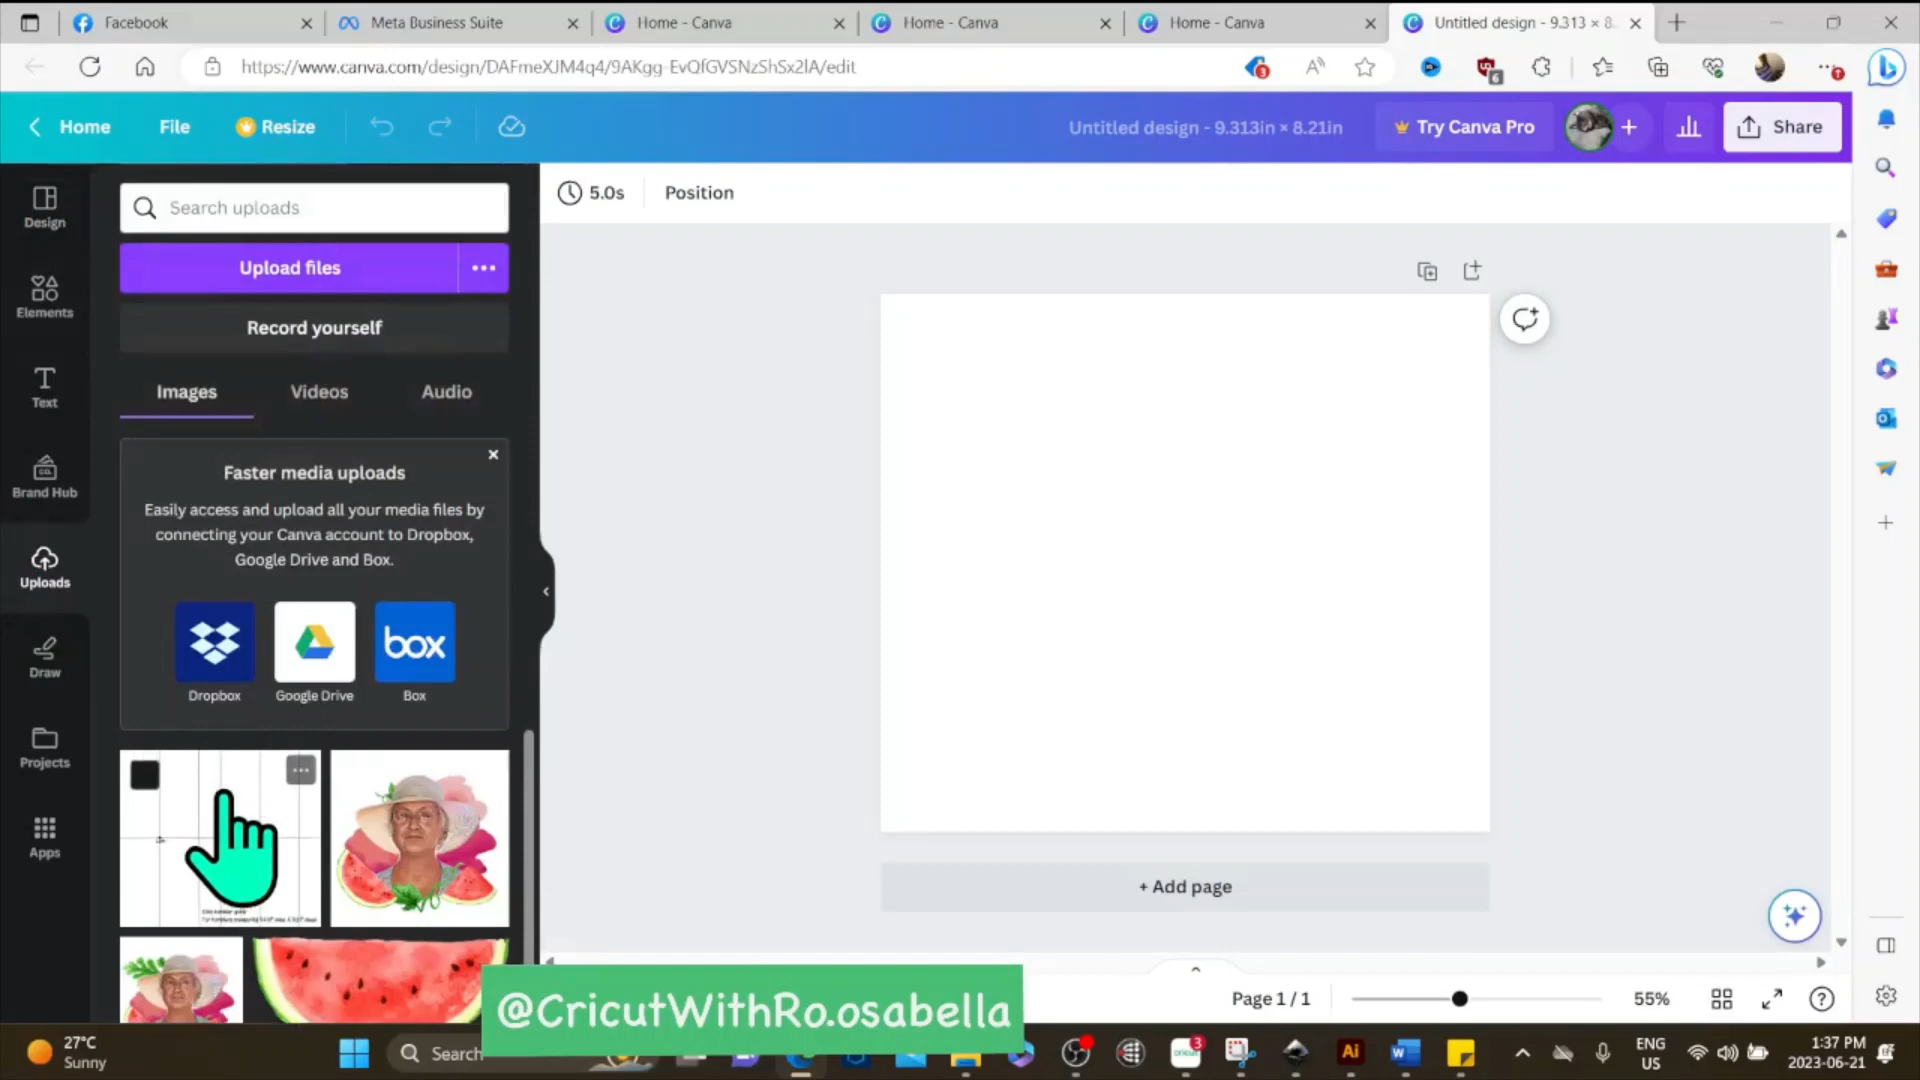 Facebook
Meta Business Suite
Home - Canva
Home - Canva
Home - Canva
Untitled design - 9.313 × 8.
https://www.canva.com/design/DAFmeXJM4q4/9AKgg-EvQfGVSNzShSx2lA/edit
3
6
Home
File
Resize
Untitled design - 9.313in × 8.21in
Try Canva Pro
Share
Design
Elements
Text
Brand Hub
Uploads
Draw
Projects
Apps
Search uploads
Upload files
Record yourself
Images
Videos
Audio
Faster media uploads
Easily access and upload all your media files by
connecting your Canva account to Dropbox,
Google Drive and Box.
box
Dropbox
Google Drive
Box
5.0s
Position
+ Add page
Page 1 / 1
55%
@CricutWithRo.osabella
27°C
Sunny
Search
cricut
3
Ai
W
ENG
US
1:37 PM
2023-06-21